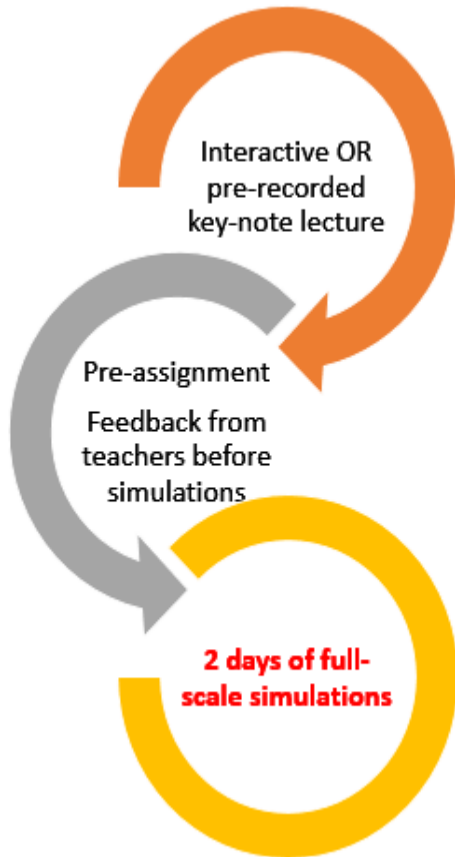 Interactive OR
pre-recorded
key-note lecture
Pre-assignment
Feedback from
teachers before
simulations
2 days of full-
scale simulations